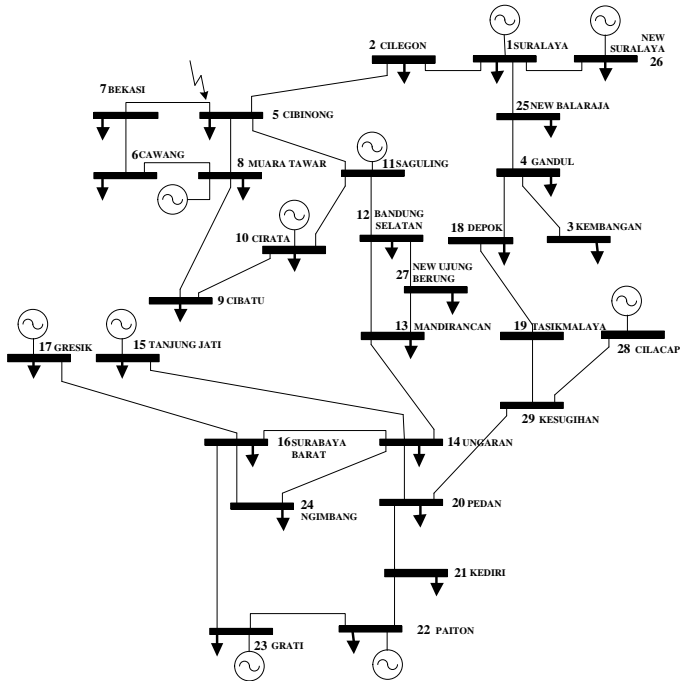 NEW
2 CILEGON
1 SURALAYA
SURALAYA
26
7 BEKASI
25 NEW BALARAJA
5 CIBINONG
6 CAWANG
8 MUARA TAWAR
11 SAGULING
4 GANDUL
12 BANDUNG
SELATAN
18 DEPOK
3 KEMBANGAN
10 CIRATA
27 NEW UJUNG
BERUNG
9 CIBATU
13 MANDIRANCAN
19 TASIKMALAYA
17 GRESIK
15 TANJUNG JATI
28 CILACAP
29 KESUGIHAN
16 SURABAYA
BARAT
14 UNGARAN
24
NGIMBANG
20 PEDAN
21 KEDIRI
22 PAITON
23 GRATI